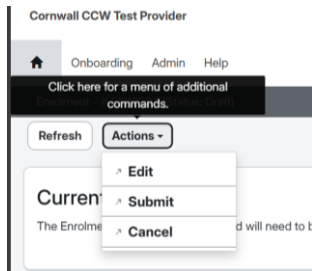 Cornwall CCW Test Provider
Onboarding Admin Help
Click here for a menu of additional
commands.
Refresh Actions
Edit
Submit
Cancel
Curren
The Enrolme d will need to b